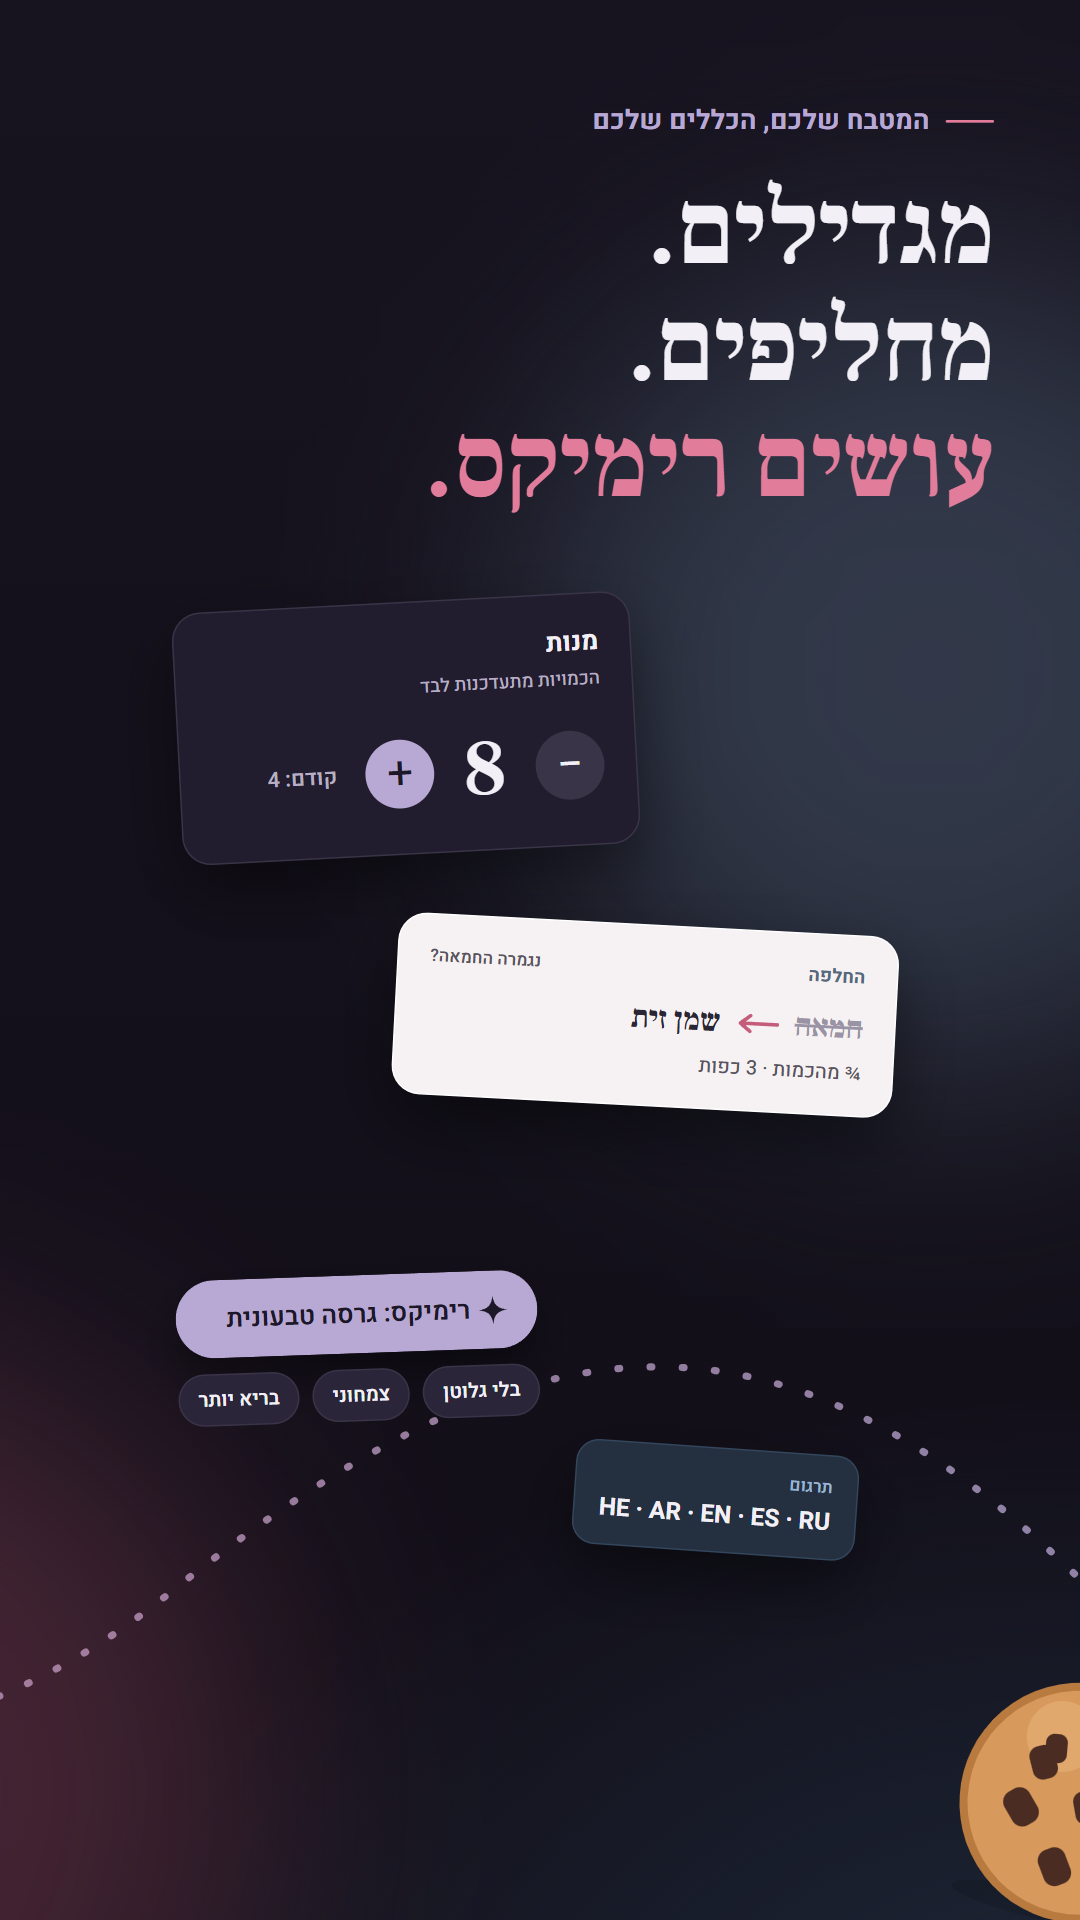 המטבח שלכם, הכללים שלכם
מגדילים.
מחליפים.
עושים רימיקס.
מנות
הכמויות מתעדכנות לבד
− 8 + קודם: 4
החלפה נגמרה החמאה?
חמאה ← שמן זית
¾ מהכמות · 3 כפות
רימיקס: גרסה טבעונית
בלי גלוטן צמחוני בריא יותר
תרגום
HE · AR · EN · ES · RU